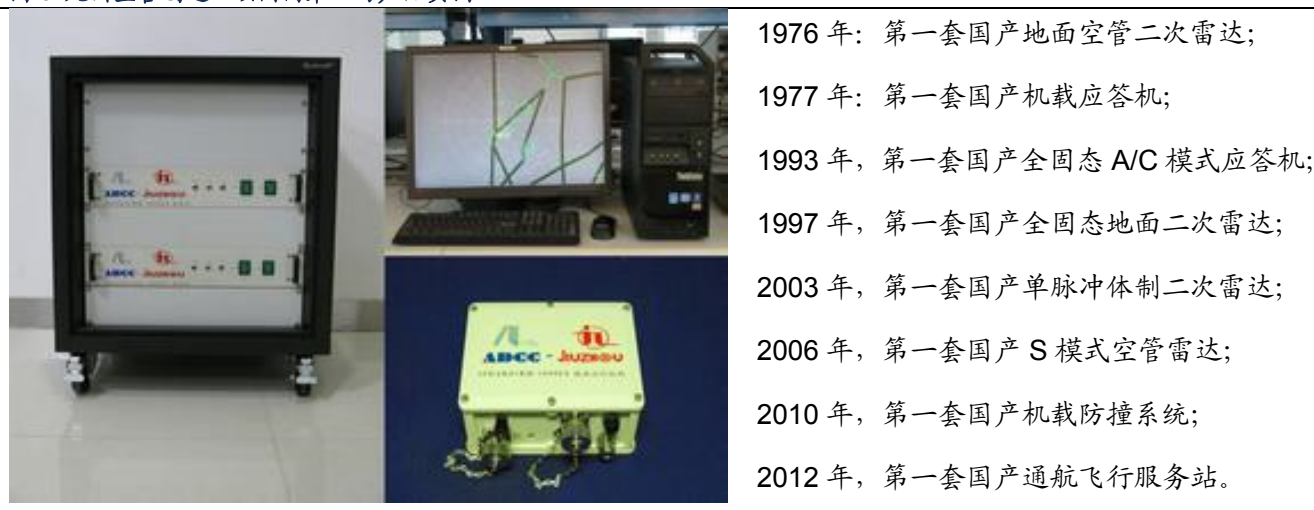 1976 年：第一套国产地面空管二次雷达；
1977 年：第一套国产机载应答机；
1993 年，第一套国产全固态 A/C 模式应答机；
1997 年，第一套国产全固态地面二次雷达；
2003 年，第一套国产单脉冲体制二次雷达；
2006 年，第一套国产 S 模式空管雷达；
2010 年，第一套国产机载防撞系统；
2012 年，第一套国产通航飞行服务站。
ADCC JIUZHOU
ADCC JIUZHOU
ADCC - JIUZHOU